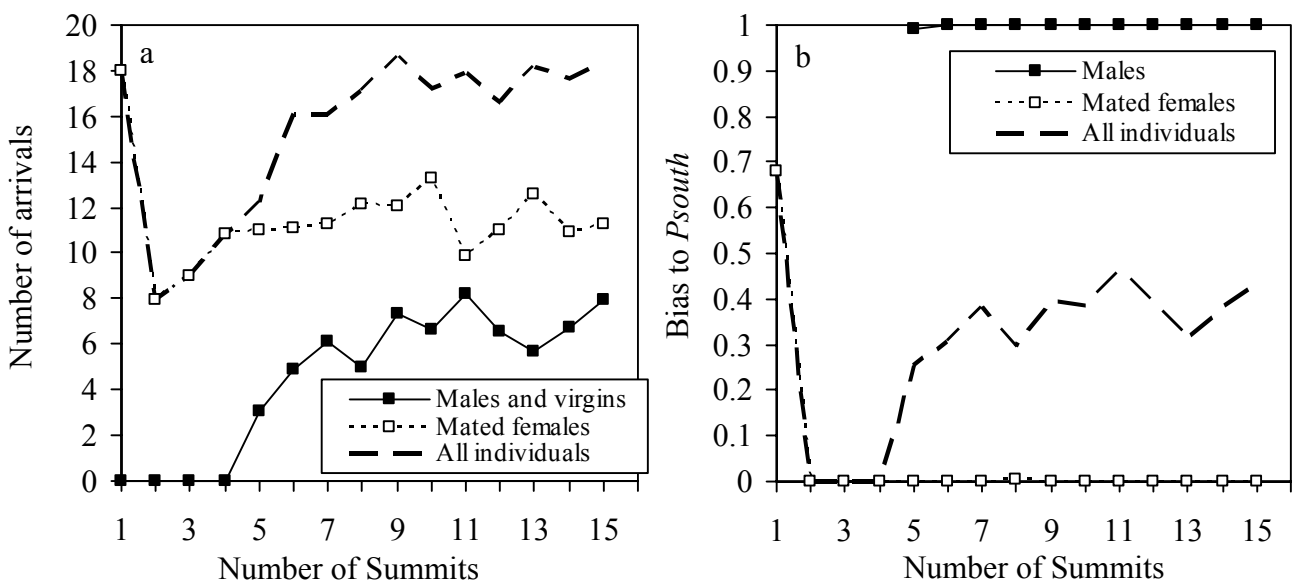 a
20
18
16
14
12
10
8
6
4
2
0
Number of arrivals
Males and virgins
Mated females
All individuals
1 3 5 7 9 11 13 15
Number of Summits
b
1
0.9
0.8
0.7
0.6
0.5
0.4
0.3
0.2
0.1
0
Bias to Psouth
Males
Mated females
All individuals
1 3 5 7 9 11 13 15
Number of Summits